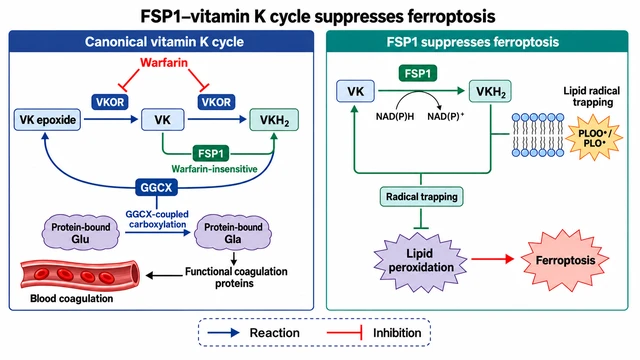 FSP1–vitamin K cycle suppresses ferroptosis
Canonical vitamin K cycle
Warfarin
VKOR
VKOR
VK epoxide
VK
VKH₂
FSP1
Warfarin-insensitive
GGCX
GGCX-coupled
carboxylation
Protein-bound
Glu
Protein-bound
Gla
Functional coagulation
proteins
Blood coagulation
FSP1 suppresses ferroptosis
FSP1
VK
VKH₂
NAD(P)H
NAD(P)⁺
Lipid radical
trapping
PLOO•/
PLO•
Radical trapping
Lipid
peroxidation
Ferroptosis
Reaction
Inhibition